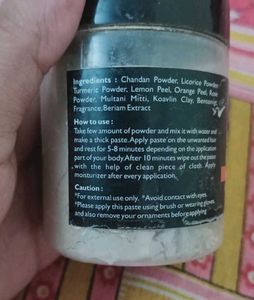 Ingredients : Chandan Powder, Licorice Powder,
Turmeric Powder, Lemon Peel, Orange Peel, Rose
Powder, Multani Mitti, Koavlin Clay, Bentonite
Fragrance, Beriam Extract
How to use :
Take few amount of powder and mix it with water and
make a thick paste. Apply paste on the unwanted hair
and rest for 5-8 minutes depending on the application
part of your body. After 10 minutes wipe out the paste
with the help of clean piece of cloth. Apply
moisturizer after every application.
Caution :
*For external use only. *Avoid contact with eyes.
*Please apply this paste using brush or wearing gloves,
and also remove your ornaments before applying